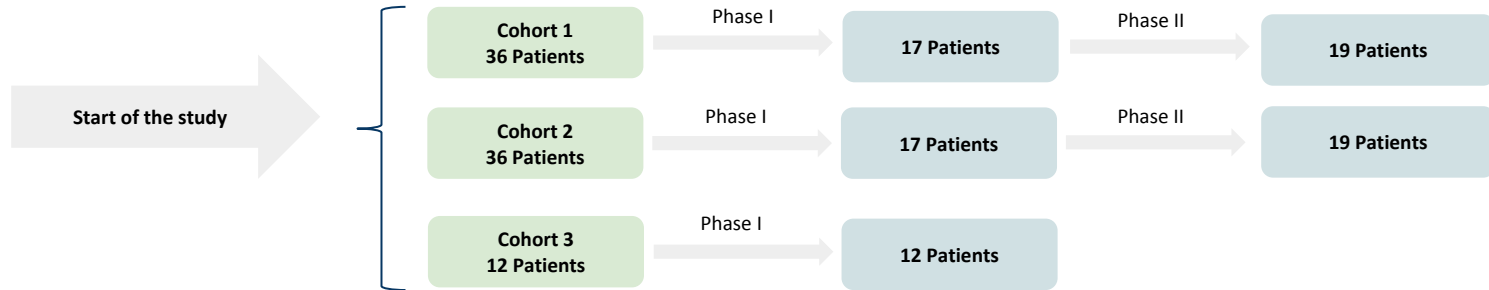 Start of the study
Cohort 1
36 Patients
Phase I
17 Patients
Phase II
19 Patients
Cohort 2
36 Patients
Phase I
17 Patients
Phase II
19 Patients
Cohort 3
12 Patients
Phase I
12 Patients